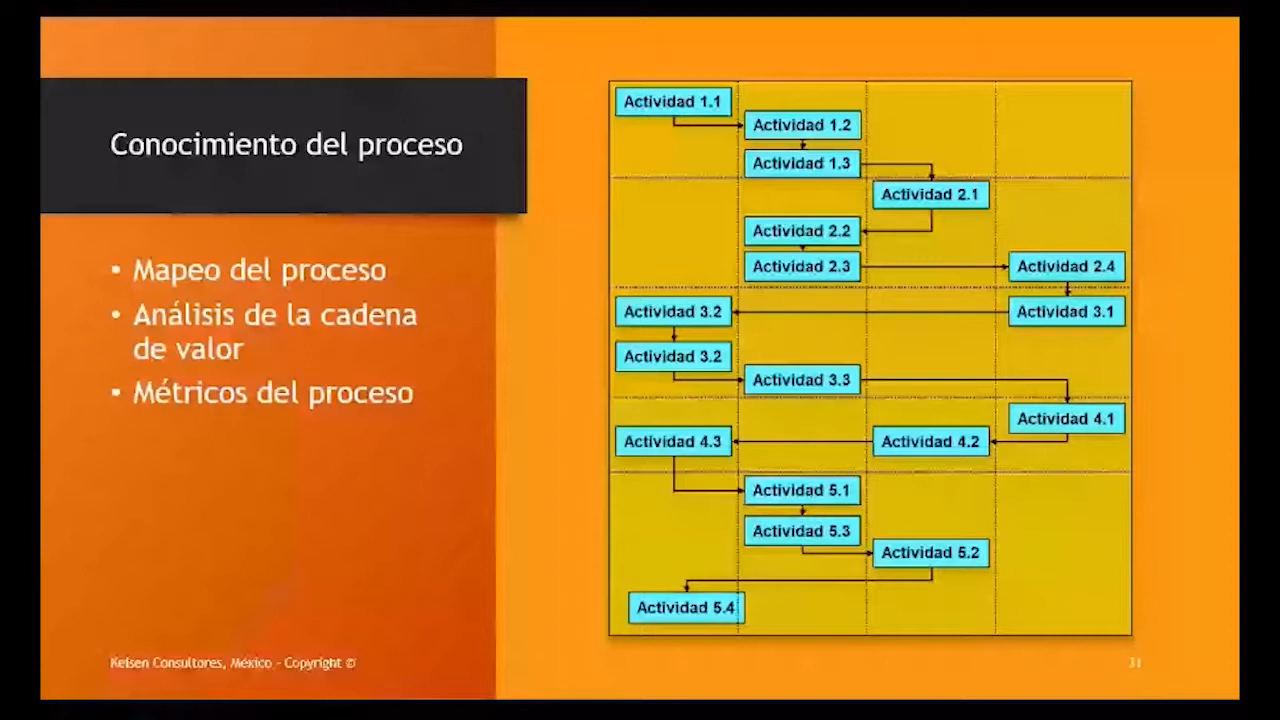 Conocimiento del proceso
• Mapeo del proceso
• Análisis de la cadena
de valor
• Métricos del proceso
Actividad 1.1
Actividad 1.2
Actividad 1.3
Actividad 2.1
Actividad 2.2
Actividad 2.3
Actividad 2.4
Actividad 3.2
Actividad 3.1
Actividad 3.2
Actividad 3.3
Actividad 4.1
Actividad 4.3
Actividad 4.2
Actividad 5.1
Actividad 5.3
Actividad 5.2
Actividad 5.4
Kelsen Consultores, México - Copyright ©
31